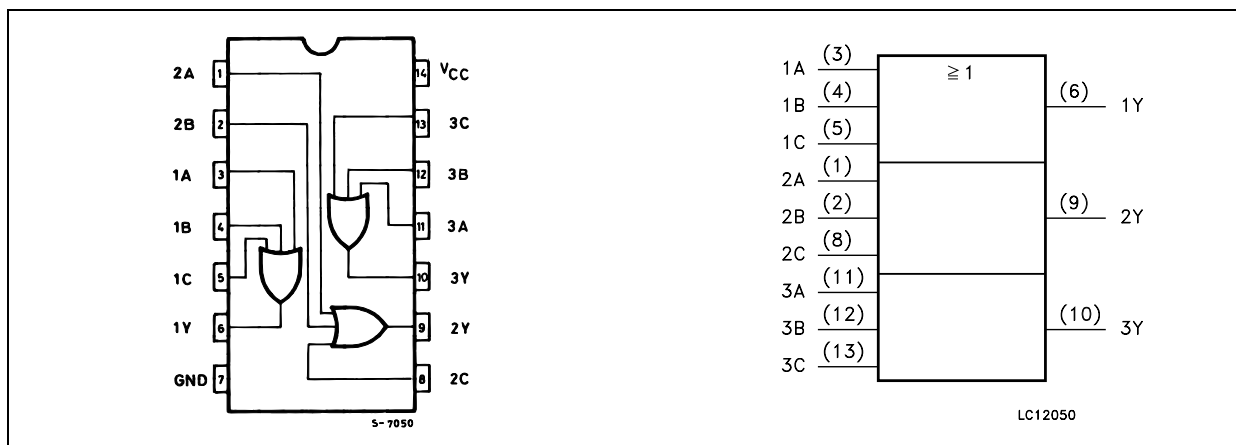 2A 1
2B 2
1A 3
1B 4
1C 5
1Y 6
GND 7
14 VCC
13 3C
12 3B
11 3A
10 3Y
9 2Y
8 2C
S-7050
≧ 1
1A (3)
1B (4)
1C (5)
2A (1)
2B (2)
2C (8)
3A (11)
3B (12)
3C (13)
(6) 1Y
(9) 2Y
(10) 3Y
LC12050